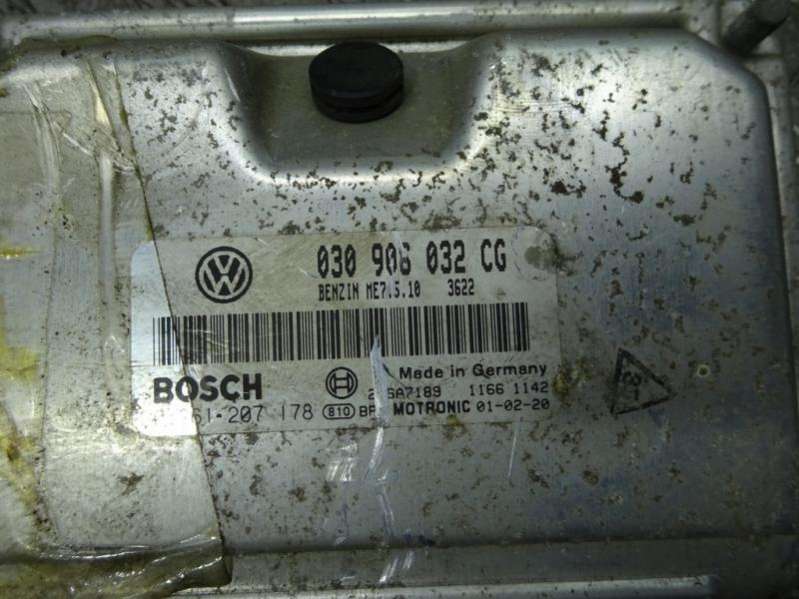 030 906 032 CG
BENZIN ME7.5.10 3622
Made in Germany
BOSCH
1166 1142
207 178 810 MOTRONIC 01-02-20